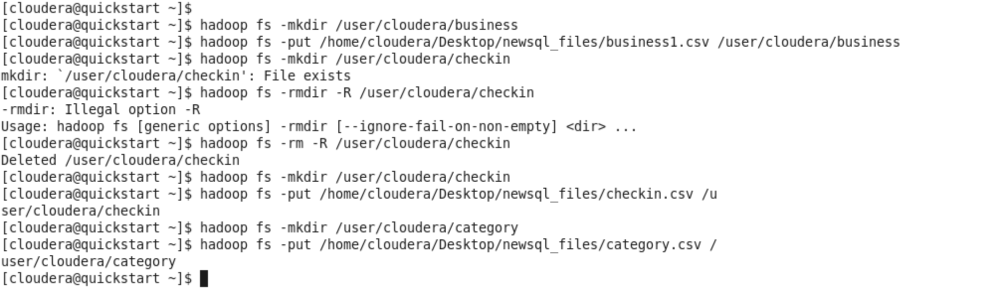 [cloudera@quickstart ~]$
[cloudera@quickstart ~]$ hadoop fs -mkdir /user/cloudera/business
[cloudera@quickstart ~]$ hadoop fs -put /home/cloudera/Desktop/newsql_files/business1.csv /user/cloudera/business
[cloudera@quickstart ~]$ hadoop fs -mkdir /user/cloudera/checkin
mkdir: `/user/cloudera/checkin': File exists
[cloudera@quickstart ~]$ hadoop fs -rmdir -R /user/cloudera/checkin
-rmdir: Illegal option -R
Usage: hadoop fs [generic options] -rmdir [--ignore-fail-on-non-empty] <dir> ...
[cloudera@quickstart ~]$ hadoop fs -rm -R /user/cloudera/checkin
Deleted /user/cloudera/checkin
[cloudera@quickstart ~]$ hadoop fs -mkdir /user/cloudera/checkin
[cloudera@quickstart ~]$ hadoop fs -put /home/cloudera/Desktop/newsql_files/checkin.csv /u
ser/cloudera/checkin
[cloudera@quickstart ~]$ hadoop fs -mkdir /user/cloudera/category
[cloudera@quickstart ~]$ hadoop fs -put /home/cloudera/Desktop/newsql_files/category.csv /
user/cloudera/category
[cloudera@quickstart ~]$